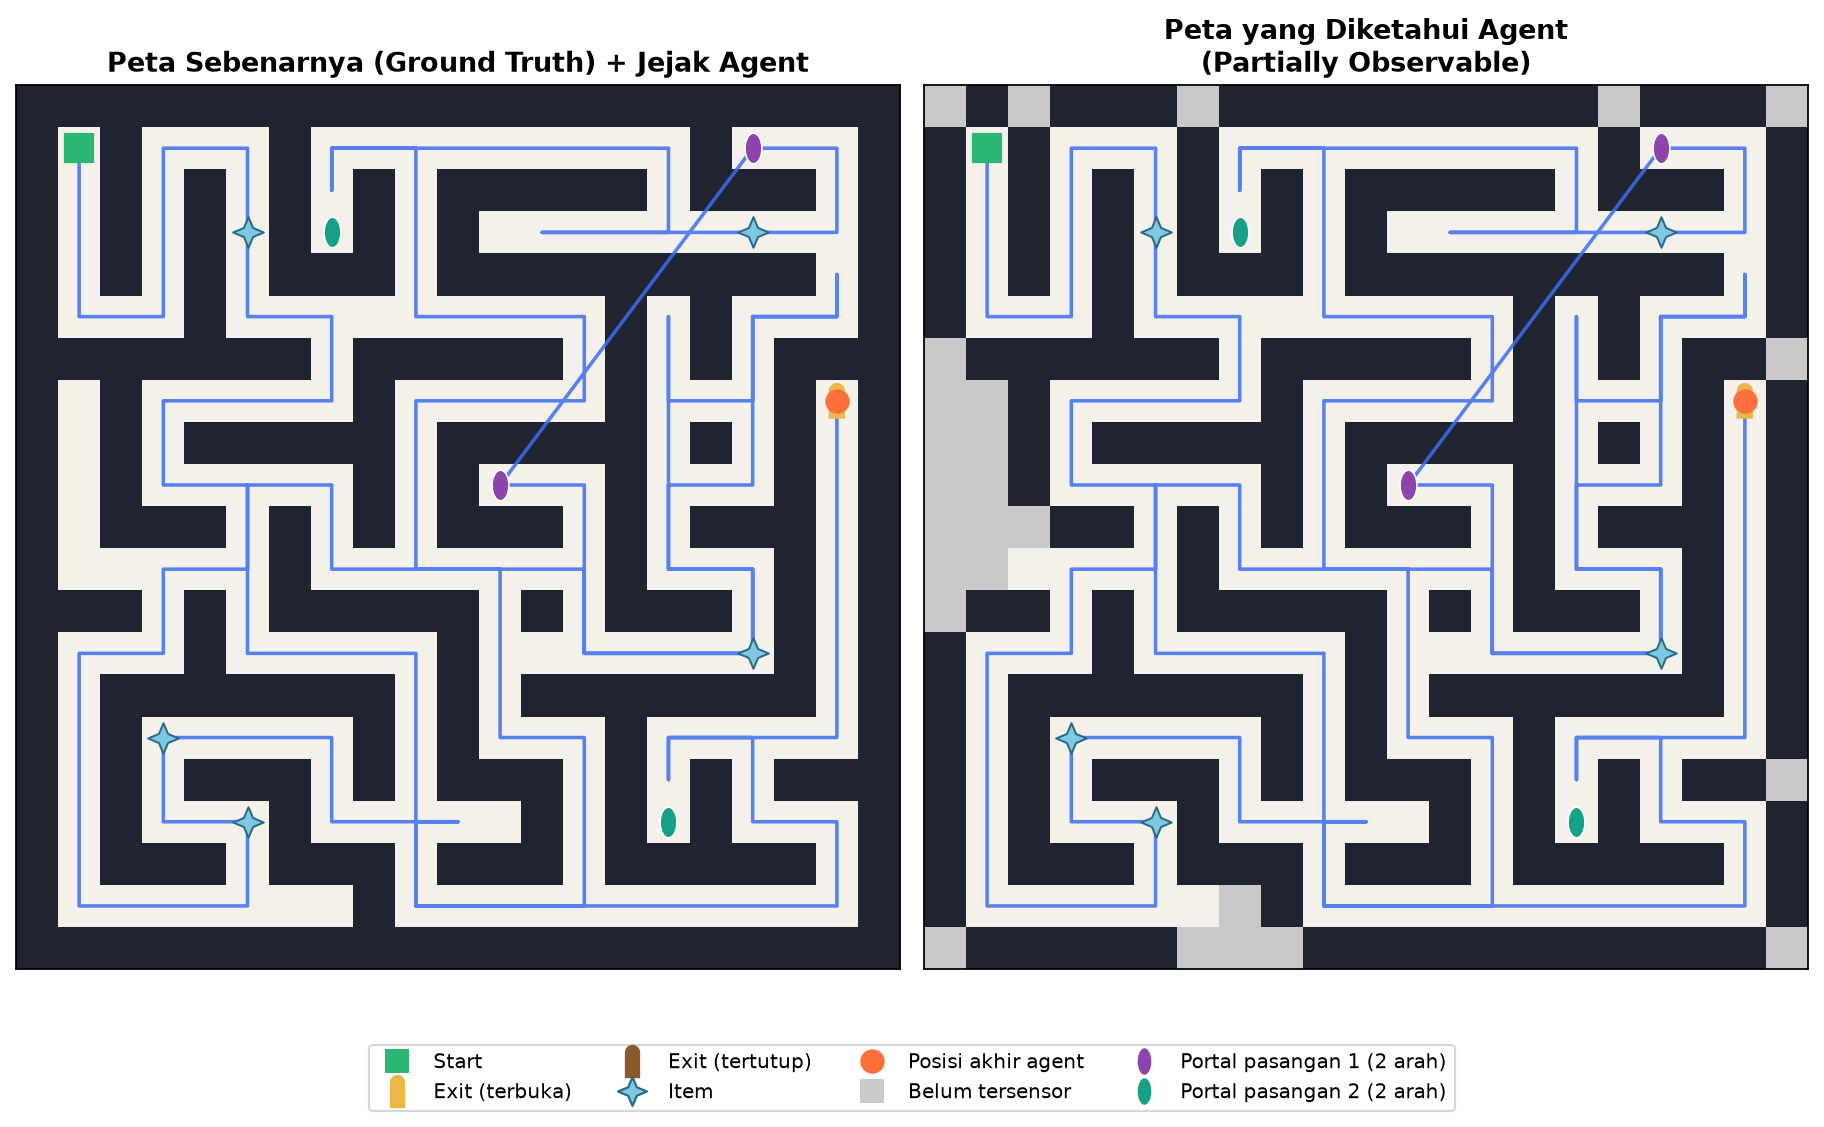 Peta Sebenarnya (Ground Truth) + Jejak Agent
Peta yang Diketahui Agent
(Partially Observable)
Start
Exit (terbuka)
Exit (tertutup)
Item
Posisi akhir agent
Belum tersensor
Portal pasangan 1 (2 arah)
Portal pasangan 2 (2 arah)